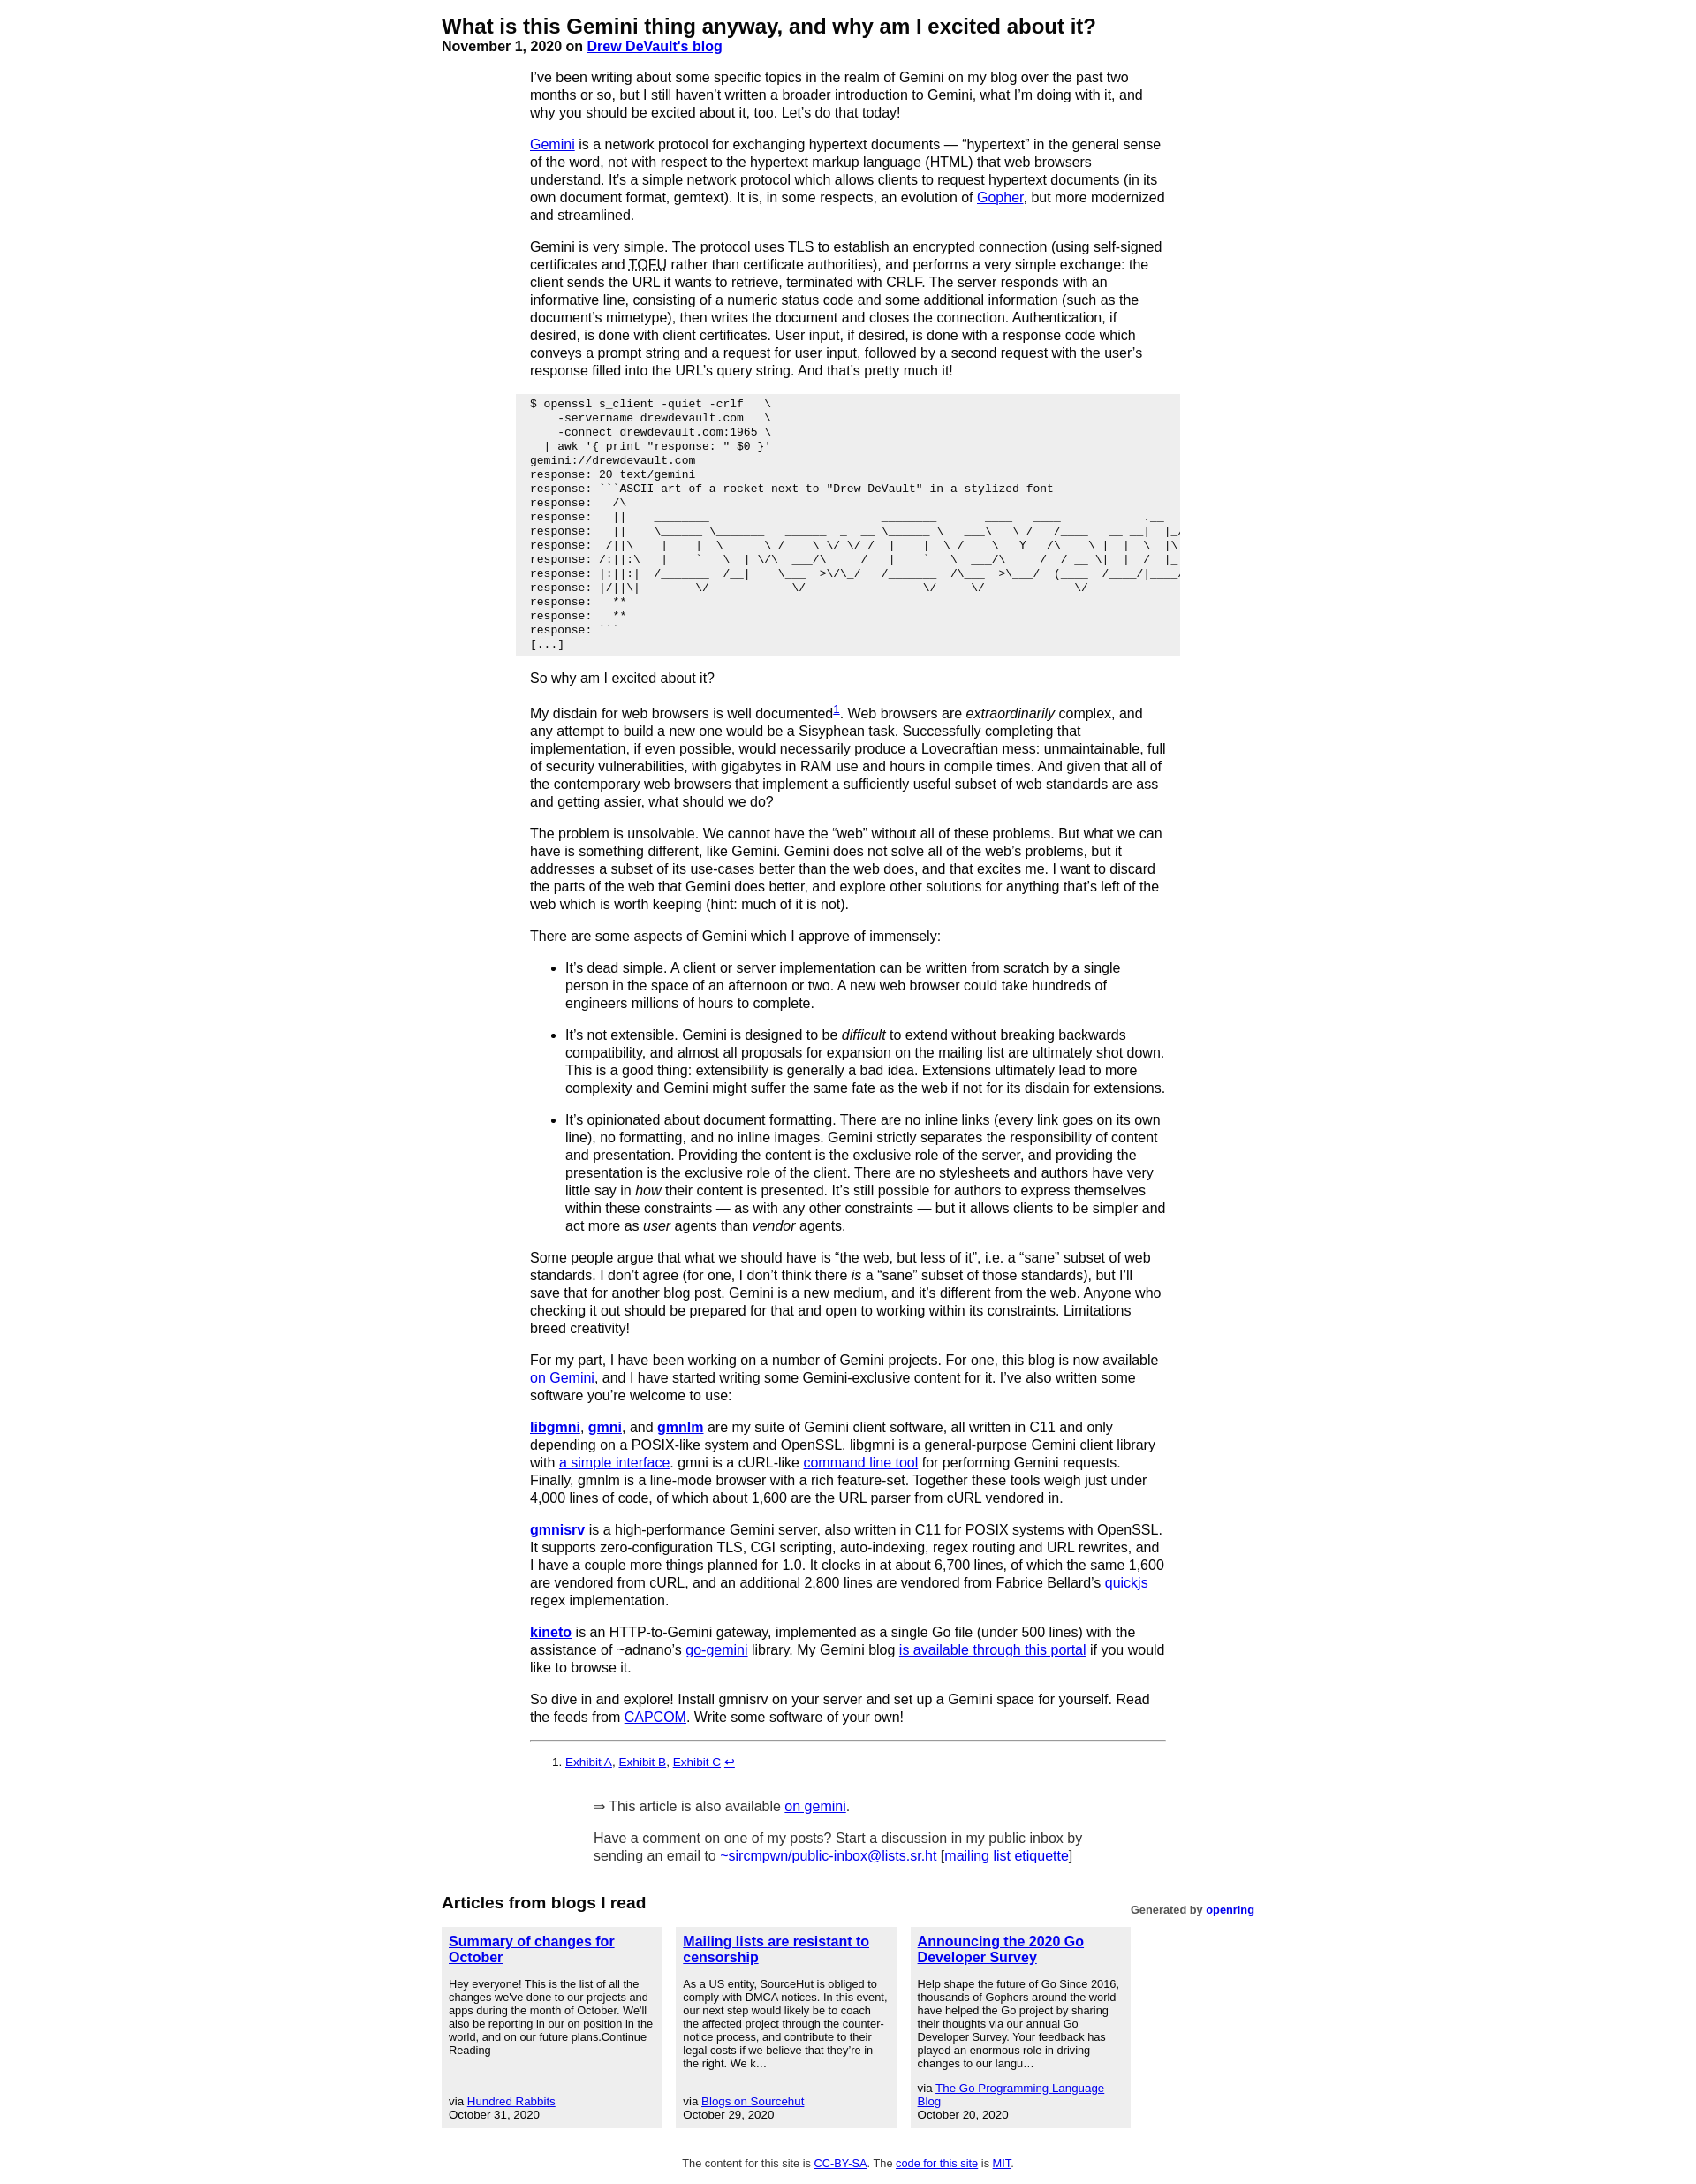 What is this Gemini thing anyway, and why am I excited about it?
November 1, 2020 on Drew DeVault's blog
I’ve been writing about some specific topics in the realm of Gemini on my blog over the past two
months or so, but I still haven’t written a broader introduction to Gemini, what I’m doing with it, and
why you should be excited about it, too. Let’s do that today!
Gemini is a network protocol for exchanging hypertext documents — “hypertext” in the general sense
of the word, not with respect to the hypertext markup language (HTML) that web browsers
understand. It’s a simple network protocol which allows clients to request hypertext documents (in its
own document format, gemtext). It is, in some respects, an evolution of Gopher, but more modernized
and streamlined.
Gemini is very simple. The protocol uses TLS to establish an encrypted connection (using self-signed
certificates and TOFU rather than certificate authorities), and performs a very simple exchange: the
client sends the URL it wants to retrieve, terminated with CRLF. The server responds with an
informative line, consisting of a numeric status code and some additional information (such as the
document’s mimetype), then writes the document and closes the connection. Authentication, if
desired, is done with client certificates. User input, if desired, is done with a response code which
conveys a prompt string and a request for user input, followed by a second request with the user’s
response filled into the URL’s query string. And that’s pretty much it!
$ openssl s_client -quiet -crlf   \
    -servername drewdevault.com   \
    -connect drewdevault.com:1965 \
  | awk '{ print "response: " $0 }'
gemini://drewdevault.com
response: 20 text/gemini
response: ```ASCII art of a rocket next to "Drew DeVault" in a stylized font
response:   /\
response:   ||    ________                         ________       ____   ____            .__
response:   ||    \______ \_______   ______  _  __ \______ \   ___\   \ /   /____   __ __|  |_/
response:  /||\    |    |  \_  __ \_/ __ \ \/ \/ /  |    |  \_/ __ \   Y   /\__  \ |  |  \  |\
response: /:||:\   |    `   \  | \/\  ___/\     /   |    `   \  ___/\     /  / __ \|  |  /  |_
response: |:||:|  /_______  /__|    \___  >\/\_/   /_______  /\___  >\___/  (____  /____/|____/
response: |/||\|        \/            \/                 \/     \/             \/
response:   **
response:   **
response: ```
[...]
So why am I excited about it?
My disdain for web browsers is well documented1. Web browsers are extraordinarily complex, and
any attempt to build a new one would be a Sisyphean task. Successfully completing that
implementation, if even possible, would necessarily produce a Lovecraftian mess: unmaintainable, full
of security vulnerabilities, with gigabytes in RAM use and hours in compile times. And given that all of
the contemporary web browsers that implement a sufficiently useful subset of web standards are ass
and getting assier, what should we do?
The problem is unsolvable. We cannot have the “web” without all of these problems. But what we can
have is something different, like Gemini. Gemini does not solve all of the web’s problems, but it
addresses a subset of its use-cases better than the web does, and that excites me. I want to discard
the parts of the web that Gemini does better, and explore other solutions for anything that’s left of the
web which is worth keeping (hint: much of it is not).
There are some aspects of Gemini which I approve of immensely:
• It’s dead simple. A client or server implementation can be written from scratch by a single
person in the space of an afternoon or two. A new web browser could take hundreds of
engineers millions of hours to complete.
• It’s not extensible. Gemini is designed to be difficult to extend without breaking backwards
compatibility, and almost all proposals for expansion on the mailing list are ultimately shot down.
This is a good thing: extensibility is generally a bad idea. Extensions ultimately lead to more
complexity and Gemini might suffer the same fate as the web if not for its disdain for extensions.
• It’s opinionated about document formatting. There are no inline links (every link goes on its own
line), no formatting, and no inline images. Gemini strictly separates the responsibility of content
and presentation. Providing the content is the exclusive role of the server, and providing the
presentation is the exclusive role of the client. There are no stylesheets and authors have very
little say in how their content is presented. It’s still possible for authors to express themselves
within these constraints — as with any other constraints — but it allows clients to be simpler and
act more as user agents than vendor agents.
Some people argue that what we should have is “the web, but less of it”, i.e. a “sane” subset of web
standards. I don’t agree (for one, I don’t think there is a “sane” subset of those standards), but I’ll
save that for another blog post. Gemini is a new medium, and it’s different from the web. Anyone who
checking it out should be prepared for that and open to working within its constraints. Limitations
breed creativity!
For my part, I have been working on a number of Gemini projects. For one, this blog is now available
on Gemini, and I have started writing some Gemini-exclusive content for it. I’ve also written some
software you’re welcome to use:
libgmni, gmni, and gmnlm are my suite of Gemini client software, all written in C11 and only
depending on a POSIX-like system and OpenSSL. libgmni is a general-purpose Gemini client library
with a simple interface. gmni is a cURL-like command line tool for performing Gemini requests.
Finally, gmnlm is a line-mode browser with a rich feature-set. Together these tools weigh just under
4,000 lines of code, of which about 1,600 are the URL parser from cURL vendored in.
gmnisrv is a high-performance Gemini server, also written in C11 for POSIX systems with OpenSSL.
It supports zero-configuration TLS, CGI scripting, auto-indexing, regex routing and URL rewrites, and
I have a couple more things planned for 1.0. It clocks in at about 6,700 lines, of which the same 1,600
are vendored from cURL, and an additional 2,800 lines are vendored from Fabrice Bellard’s quickjs
regex implementation.
kineto is an HTTP-to-Gemini gateway, implemented as a single Go file (under 500 lines) with the
assistance of ~adnano’s go-gemini library. My Gemini blog is available through this portal if you would
like to browse it.
So dive in and explore! Install gmnisrv on your server and set up a Gemini space for yourself. Read
the feeds from CAPCOM. Write some software of your own!
1. Exhibit A, Exhibit B, Exhibit C ↩
⇒ This article is also available on gemini.
Have a comment on one of my posts? Start a discussion in my public inbox by
sending an email to ~sircmpwn/public-inbox@lists.sr.ht [mailing list etiquette]
Articles from blogs I read
Generated by openring
Summary of changes for
October
Hey everyone! This is the list of all the
changes we've done to our projects and
apps during the month of October. We'll
also be reporting in our on position in the
world, and on our future plans.Continue
Reading
via Hundred Rabbits
October 31, 2020
Mailing lists are resistant to
censorship
As a US entity, SourceHut is obliged to
comply with DMCA notices. In this event,
our next step would likely be to coach
the affected project through the counter-
notice process, and contribute to their
legal costs if we believe that they’re in
the right. We k…
via Blogs on Sourcehut
October 29, 2020
Announcing the 2020 Go
Developer Survey
Help shape the future of Go Since 2016,
thousands of Gophers around the world
have helped the Go project by sharing
their thoughts via our annual Go
Developer Survey. Your feedback has
played an enormous role in driving
changes to our langu…
via The Go Programming Language
Blog
October 20, 2020
The content for this site is CC-BY-SA. The code for this site is MIT.